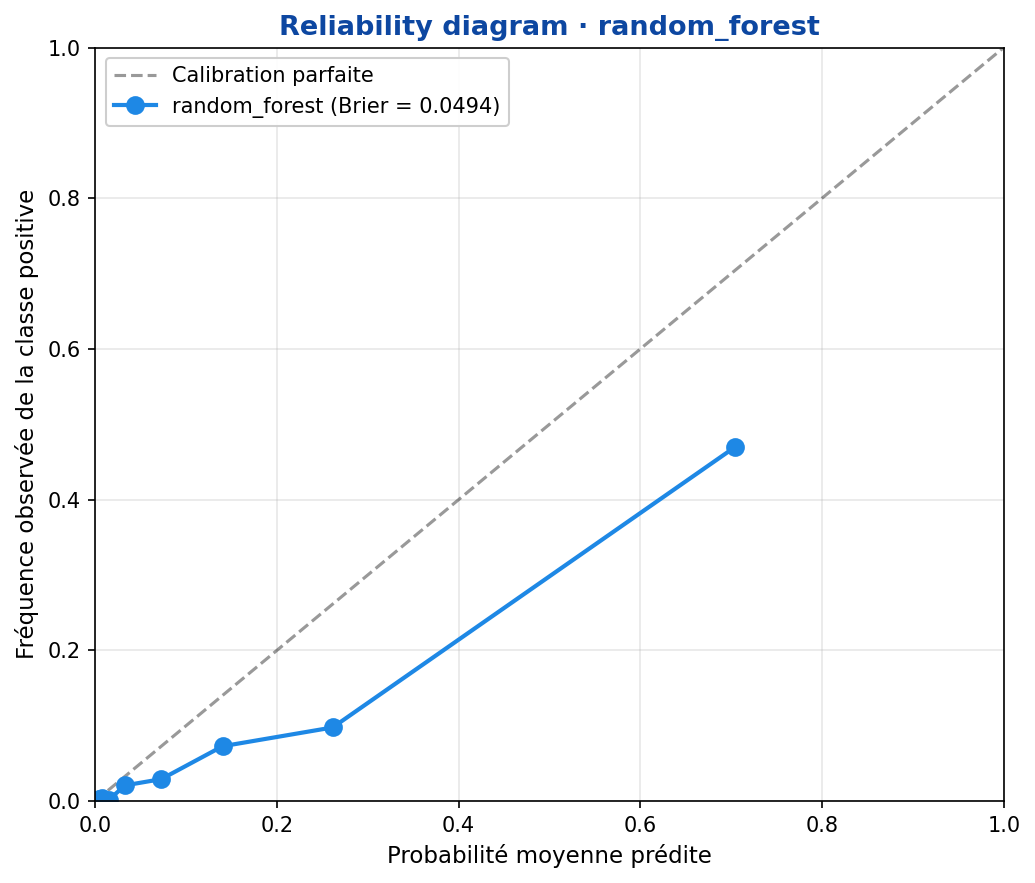 Reliability diagram · random_forest
Calibration parfaite
random_forest (Brier = 0.0494)
Fréquence observée de la classe positive
1.0
0.8
0.6
0.4
0.2
0.0
0.0 0.2 0.4 0.6 0.8 1.0
Probabilité moyenne prédite